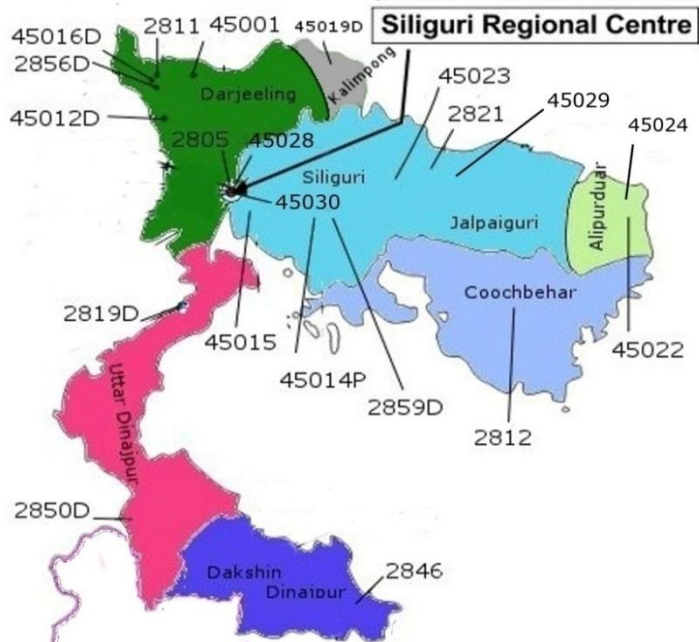 Siliguri Regional Centre
2811
45001
45019D
45016D
2856D
Darjeeling
Kalimpong
45012D
45023
2821
45029
45024
2805
45028
Siliguri
45030
Jalpaiguri
Alipurduar
Coochbehar
2819D
45015
45014P
2859D
2812
45022
Uttar Dinajpur
2850D
Dakshin
Dinajpur
2846